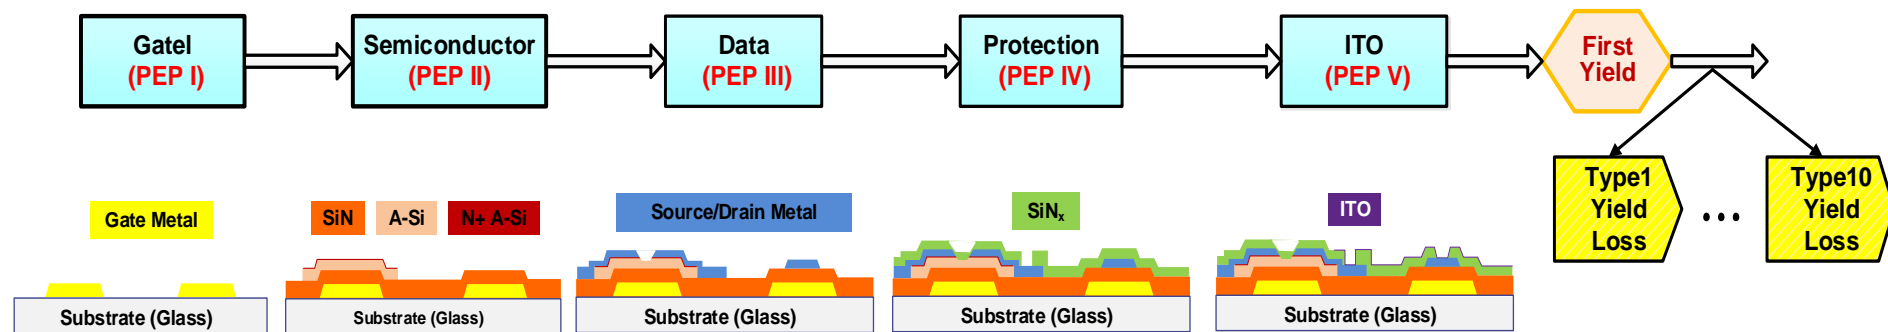 Gatel
(PEP I)
Semiconductor
(PEP II)
Data
(PEP III)
Protection
(PEP IV)
ITO
(PEP V)
First
Yield
Type1
Yield
Loss
...
Type10
Yield
Loss
Gate Metal
SiN
A-Si
N+ A-Si
Source/Drain Metal
SiNx
ITO
Substrate (Glass)
Substrate (Glass)
Substrate (Glass)
Substrate (Glass)
Substrate (Glass)